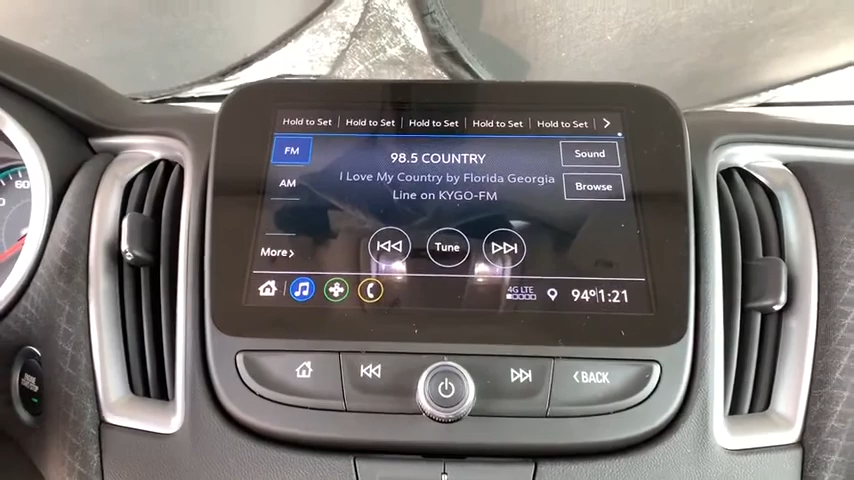 Hold to Set Hold to Set Hold to Set Hold to Set Hold to Set
FM
98.5 COUNTRY
Sound
I Love My Country by Florida Georgia
Line on KYGO-FM
AM
Browse
Tune
More
4G LTE
94° 1:21
BACK
60